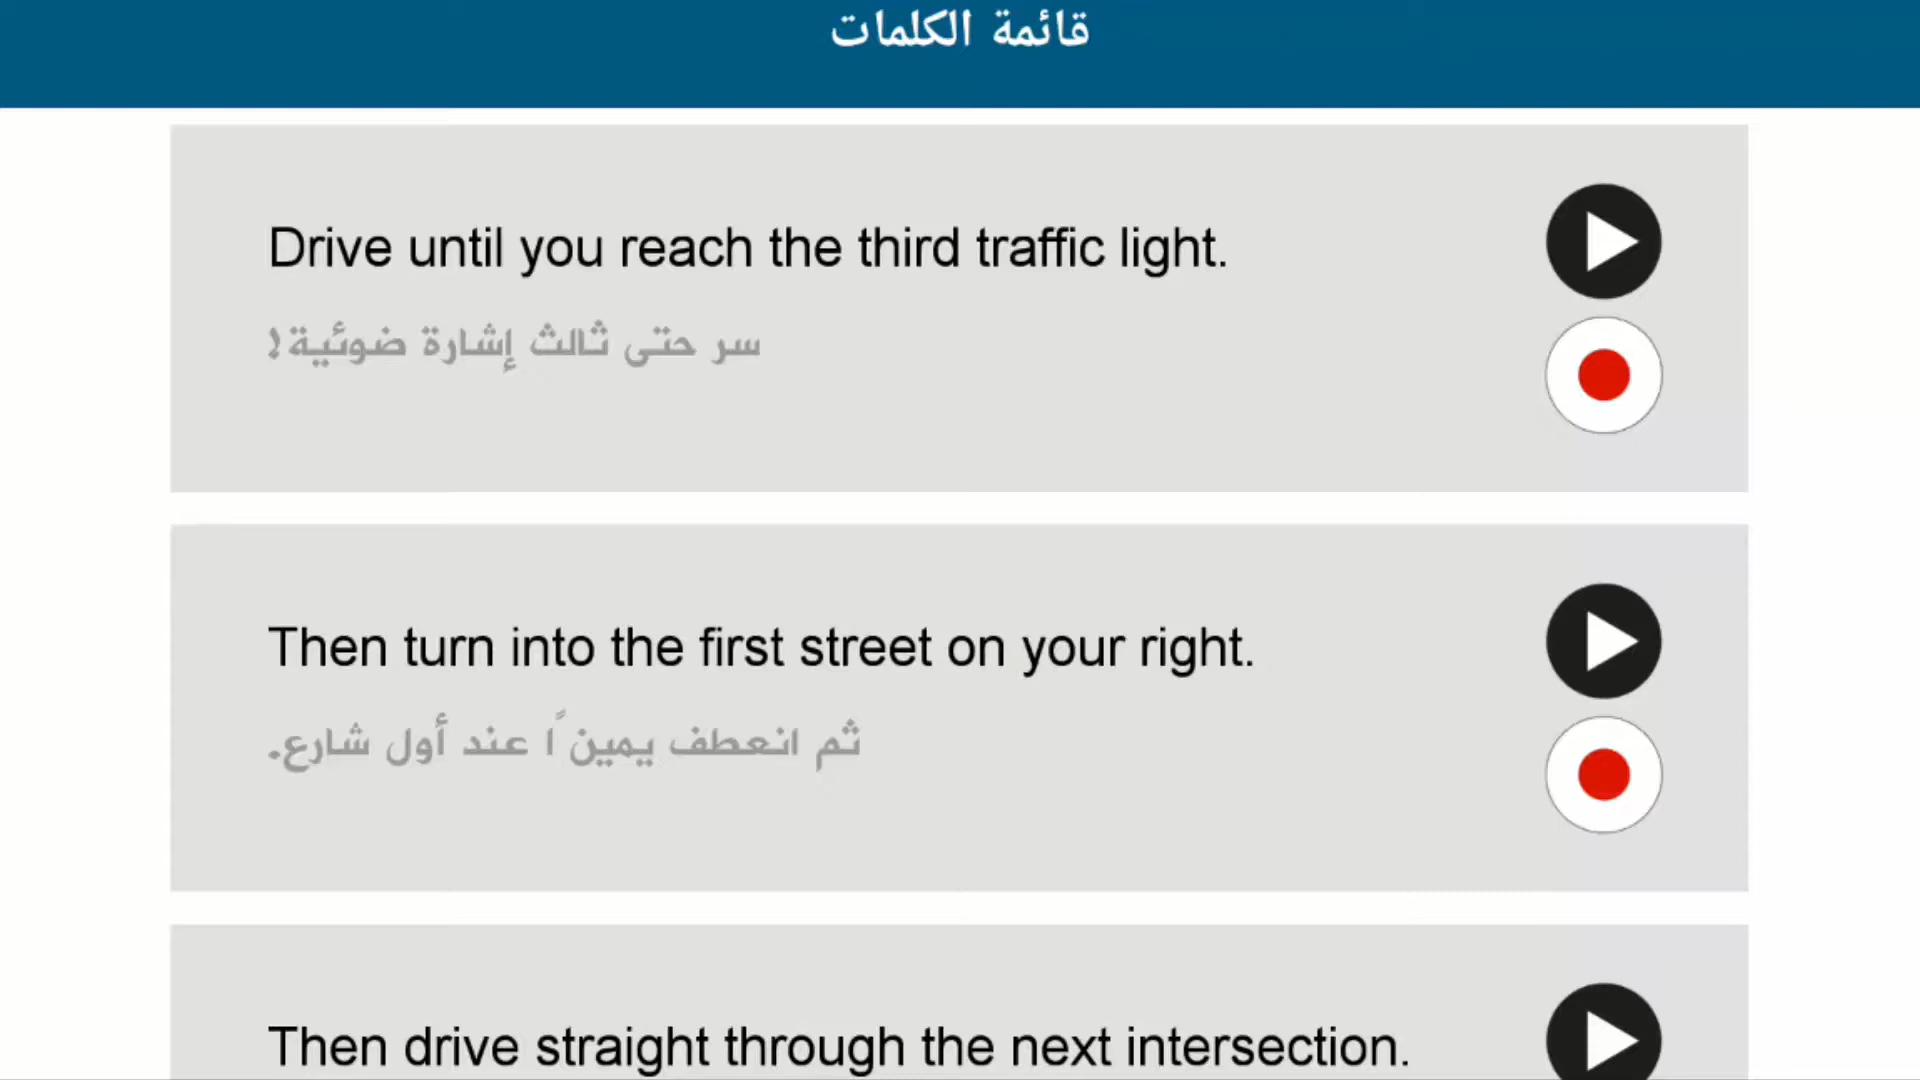 قائمة الكلمات
Drive until you reach the third traffic light.
سر حتى ثالث إشارة ضوئية!
Then turn into the first street on your right.
ثم انعطف يمينًا عند أول شارع.
Then drive straight through the next intersection.